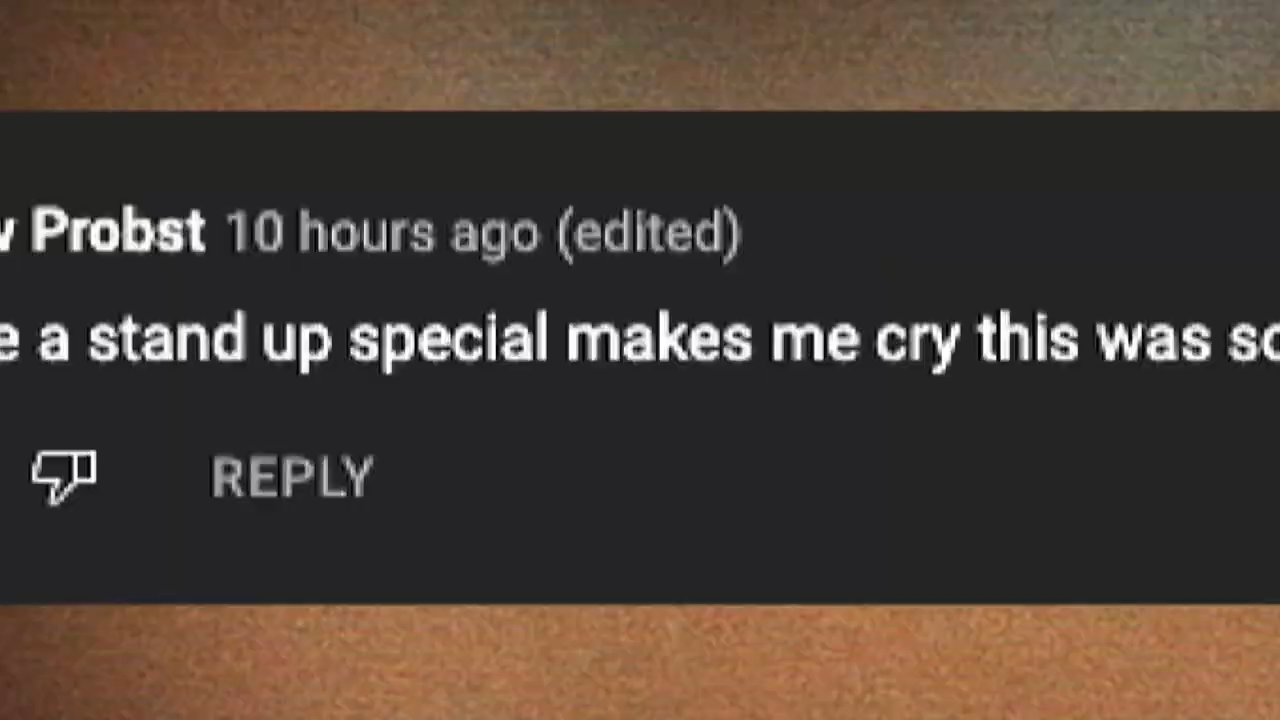 Probst 10 hours ago (edited)
a stand up special makes me cry this was
REPLY